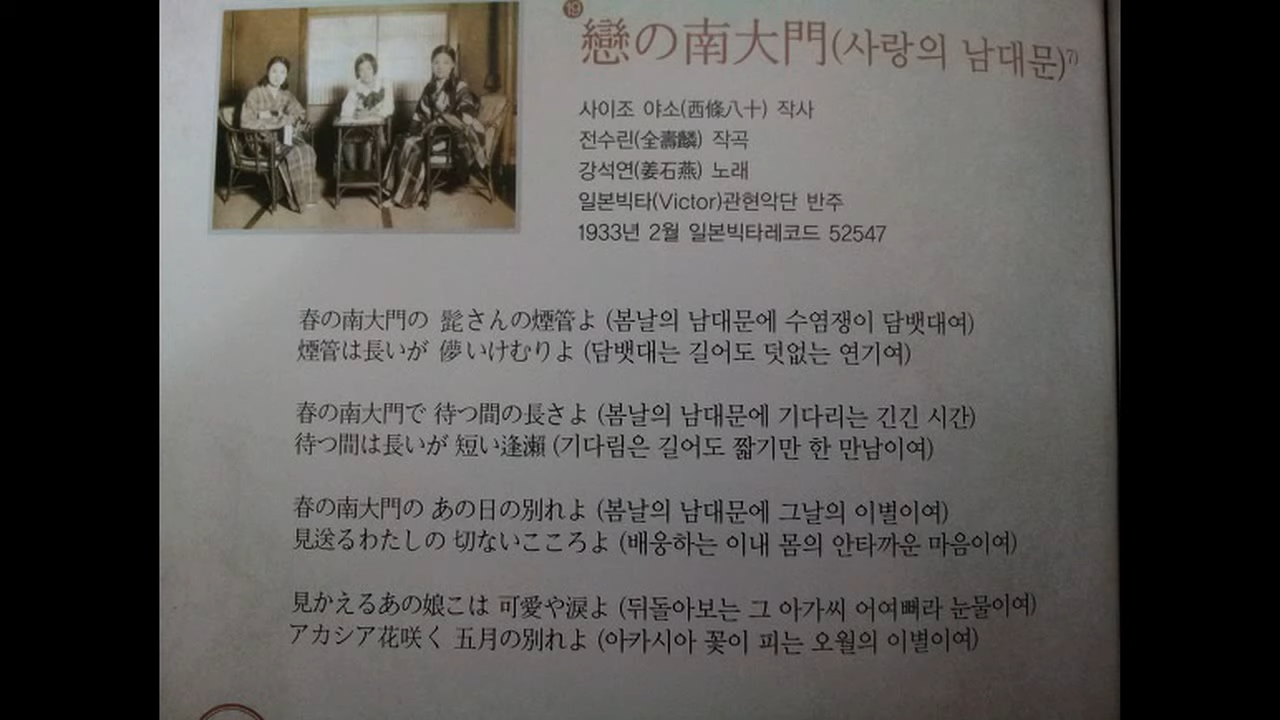 19
戀の南大門(사랑의 남대문)7)
사이조 야소(西條八十) 작사
전수린(全壽麟) 작곡
강석연(姜石燕) 노래
일본빅타(Victor)관현악단 반주
1933년 2월 일본빅타레코드 52547
春の南大門の 髭さんの煙管よ (봄날의 남대문에 수염쟁이 담뱃대여)
煙管は長いが 儚いけむりよ (담뱃대는 길어도 덧없는 연기여)
春の南大門で 待つ間の長さよ (봄날의 남대문에 기다리는 긴긴 시간)
待つ間は長いが 短い逢瀬 (기다림은 길어도 짧기만 한 만남이여)
春の南大門の あの日の別れよ (봄날의 남대문에 그날의 이별이여)
見送るわたしの 切ないこころよ (배웅하는 이내 몸의 안타까운 마음이여)
見かえるあの娘こは 可愛や涙よ (뒤돌아보는 그 아가씨 어여뻐라 눈물이여)
アカシア花咲く 五月の別れよ (아카시아 꽃이 피는 오월의 이별이여)